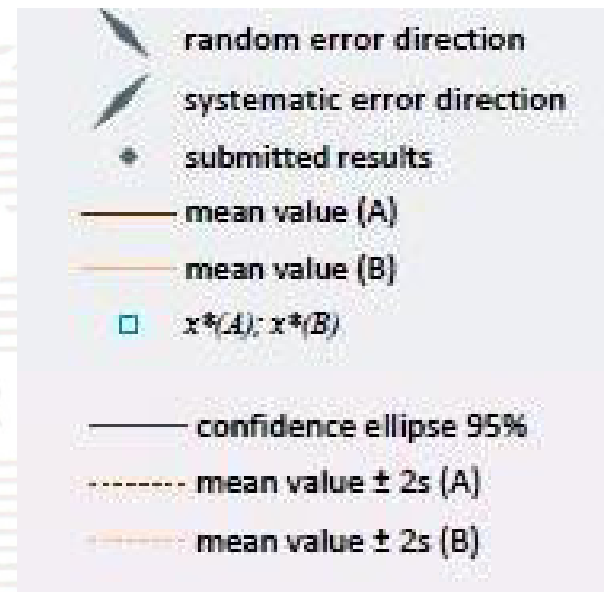 random error direction
systematic error direction
submitted results
mean value (A)
mean value (B)
x*(A); x*(B)
confidence ellipse 95%
mean value ± 2s (A)
mean value ± 2s (B)